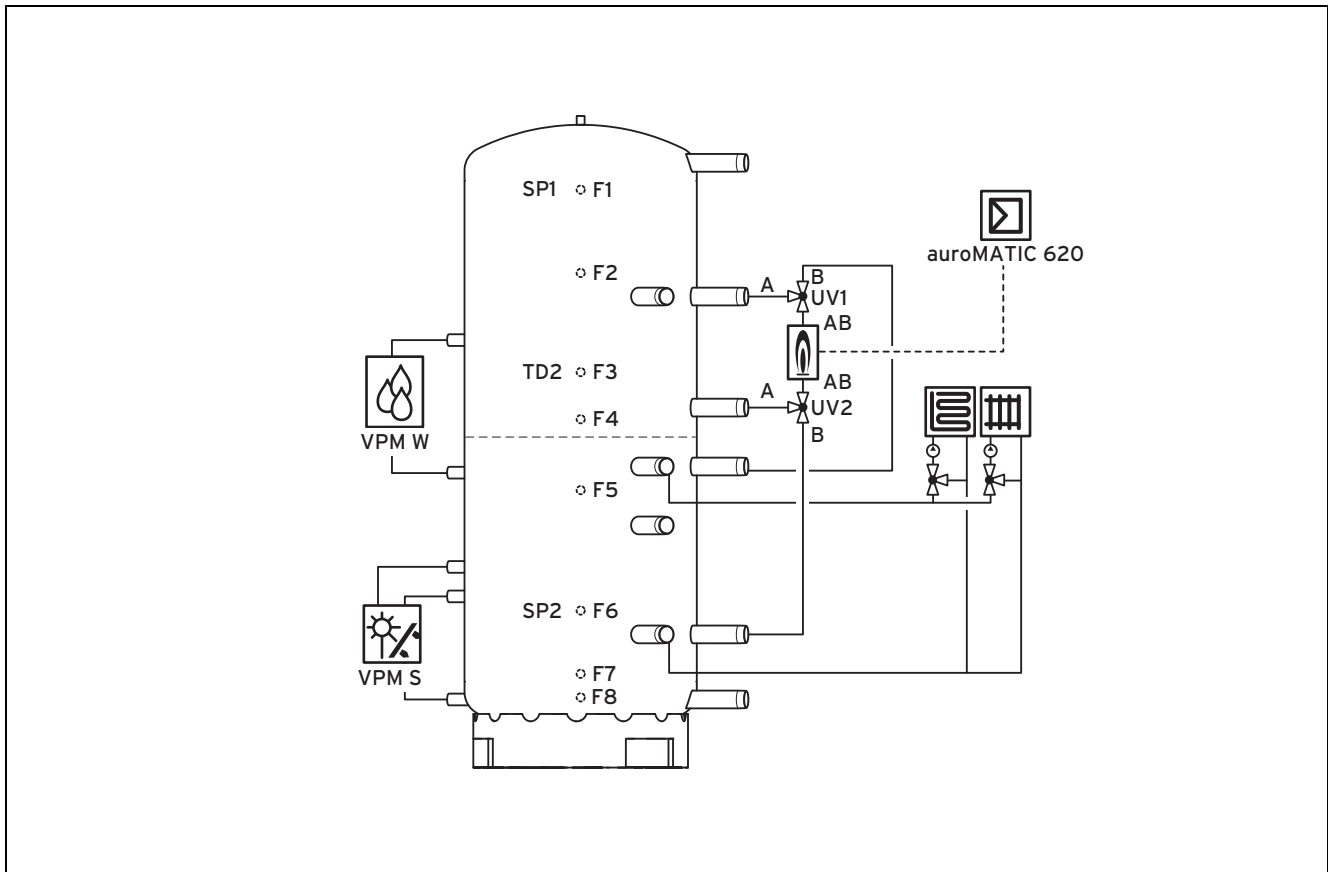 SP1 F1
auroMATIC 620
F2
A
B
UV1
AB
TD2 F3
AB
A
UV2
F4
B
VPM W
F5
SP2 F6
F7
VPM S
F8